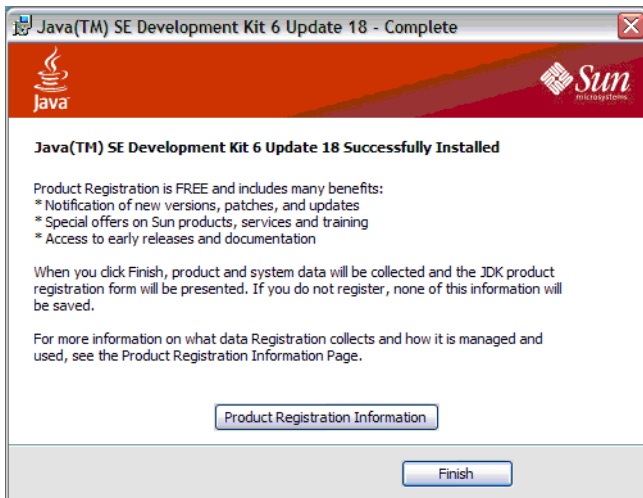 Java(TM) SE Development Kit 6 Update 18 - Complete
Java
Sun
microsystems
Java(TM) SE Development Kit 6 Update 18 Successfully Installed
Product Registration is FREE and includes many benefits:
* Notification of new versions, patches, and updates
* Special offers on Sun products, services and training
* Access to early releases and documentation
When you click Finish, product and system data will be collected and the JDK product
registration form will be presented. If you do not register, none of this information will
be saved.
For more information on what data Registration collects and how it is managed and
used, see the Product Registration Information Page.
Product Registration Information
Finish